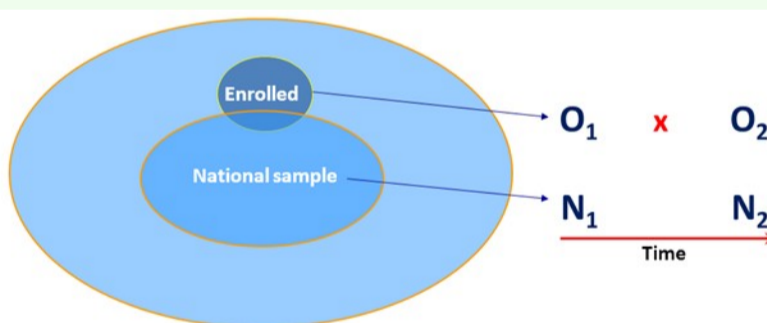 Enrolled
O₁ x O₂
National sample
N₁ N₂
Time